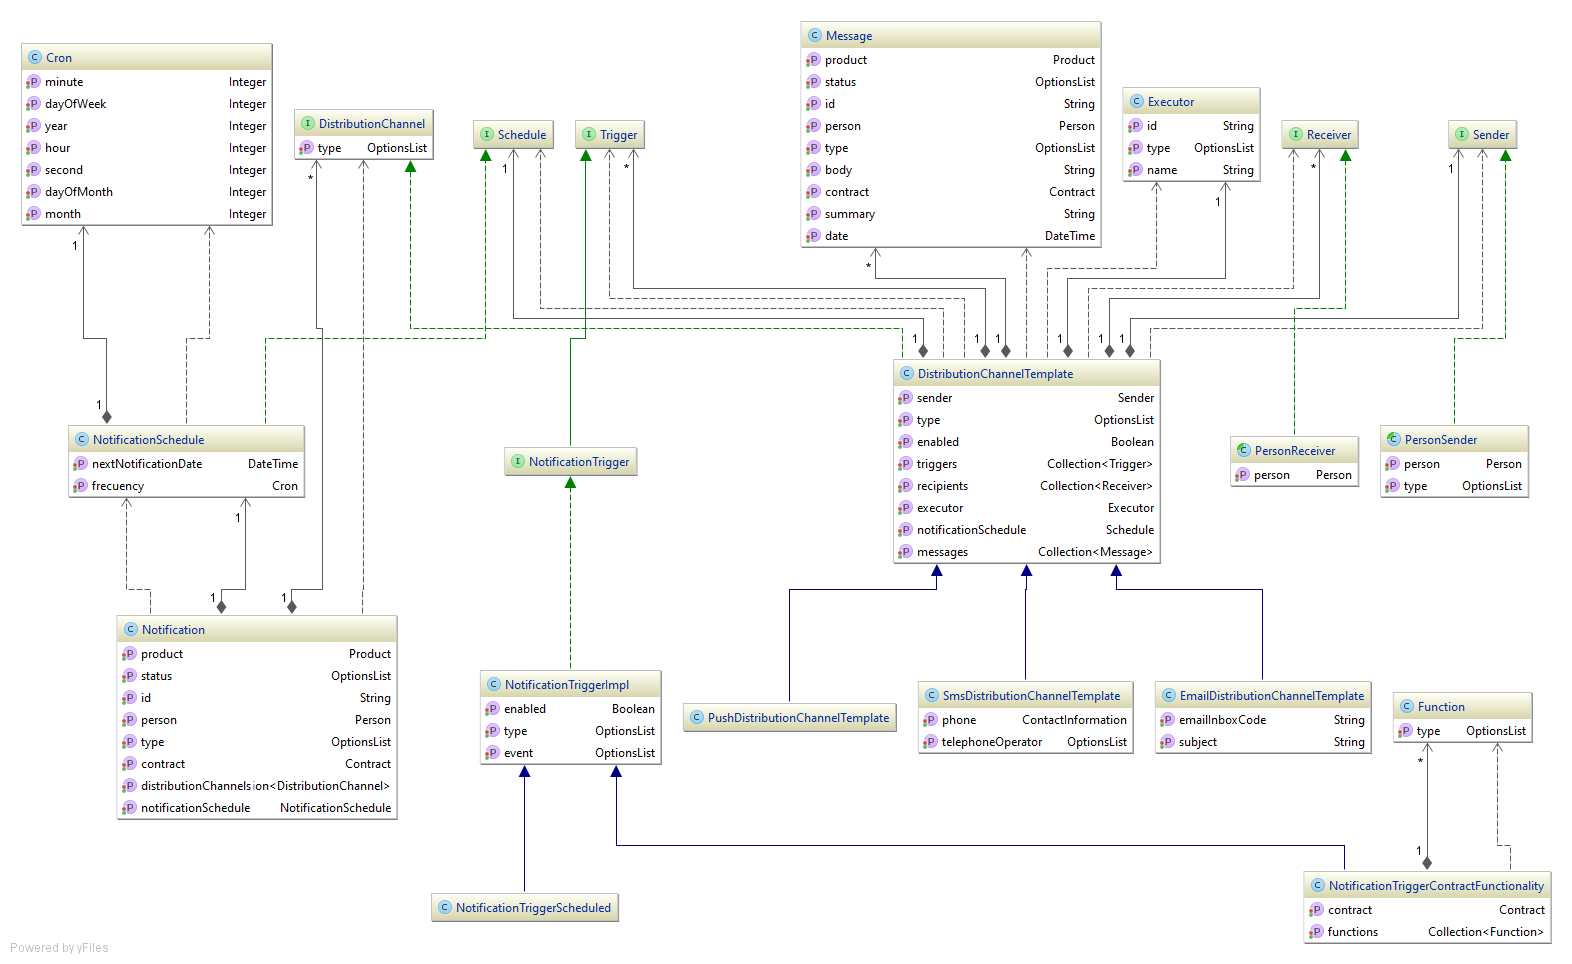 Cron
minute Integer
dayOfWeek Integer
year Integer
hour Integer
second Integer
dayOfMonth Integer
month Integer
DistributionChannel
type OptionsList
Schedule
Trigger
Message
product Product
status OptionsList
id String
person Person
type OptionsList
body String
contract Contract
summary String
date DateTime
Executor
id String
type OptionsList
name String
Receiver
Sender
1
*
1
*
*
1
*
1
1
1
1
1
1
1
1
NotificationSchedule
nextNotificationDate DateTime
frecuency Cron
NotificationTrigger
DistributionChannelTemplate
sender Sender
type OptionsList
enabled Boolean
triggers Collection<Trigger>
recipients Collection<Receiver>
executor Executor
notificationSchedule Schedule
messages Collection<Message>
PersonReceiver
person Person
PersonSender
person Person
type OptionsList
1
1
1
Notification
product Product
status OptionsList
id String
person Person
type OptionsList
contract Contract
distributionChannels ion<DistributionChannel>
notificationSchedule NotificationSchedule
NotificationTriggerImpl
enabled Boolean
type OptionsList
event OptionsList
PushDistributionChannelTemplate
SmsDistributionChannelTemplate
phone ContactInformation
telephoneOperator OptionsList
EmailDistributionChannelTemplate
emailInboxCode String
subject String
Function
type OptionsList
*
1
NotificationTriggerScheduled
NotificationTriggerContractFunctionality
contract Contract
functions Collection<Function>
Powered by yFiles